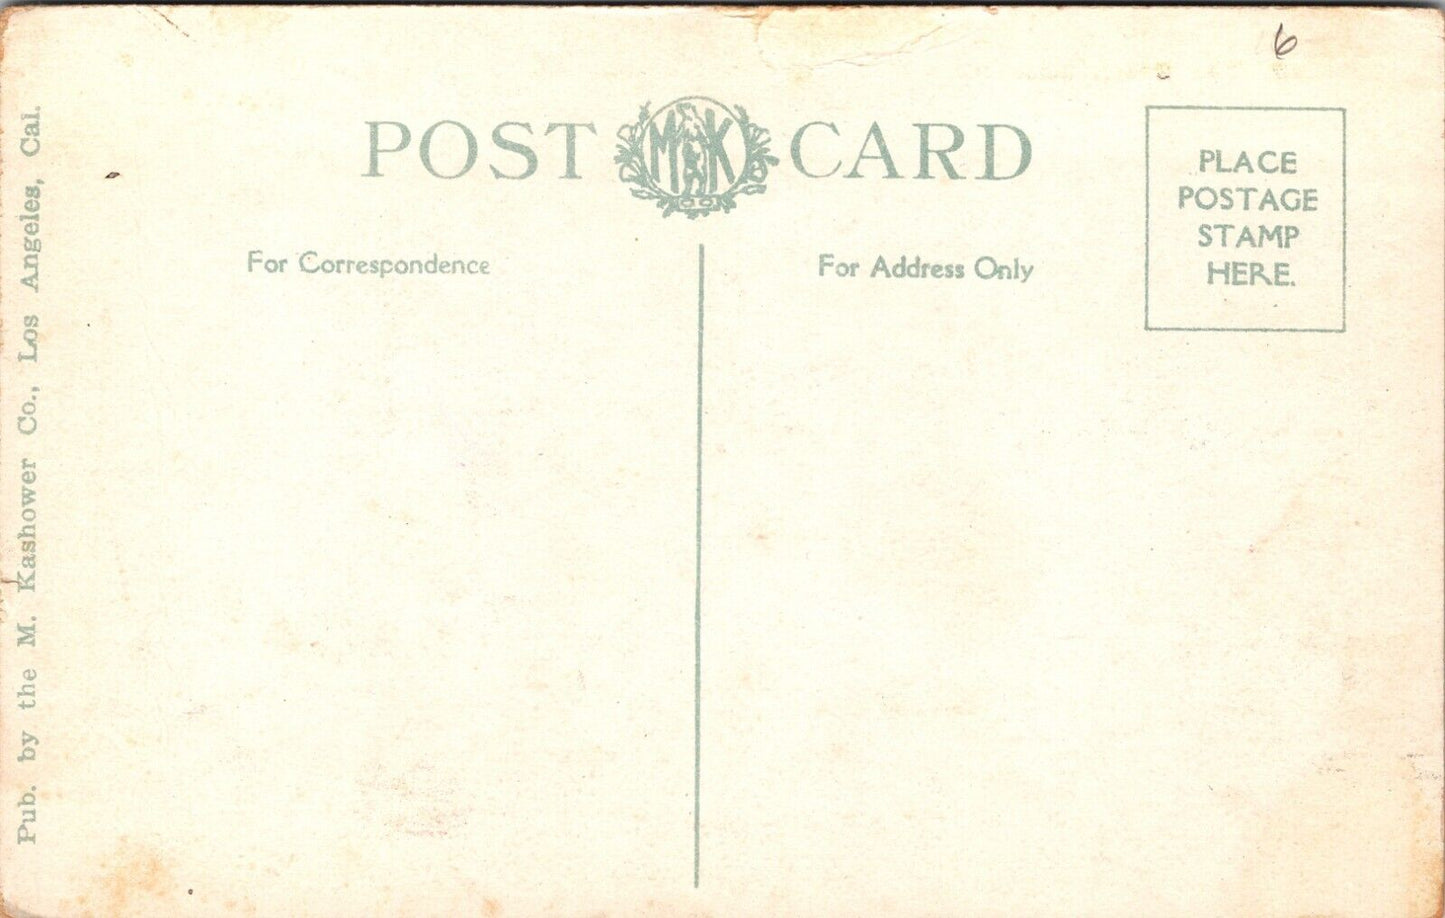 6
POST MK CARD
PLACE
POSTAGE
STAMP
HERE.
For Correspondence
For Address Only
Pub. by the M. Kashower Co., Los Angeles, Cal.